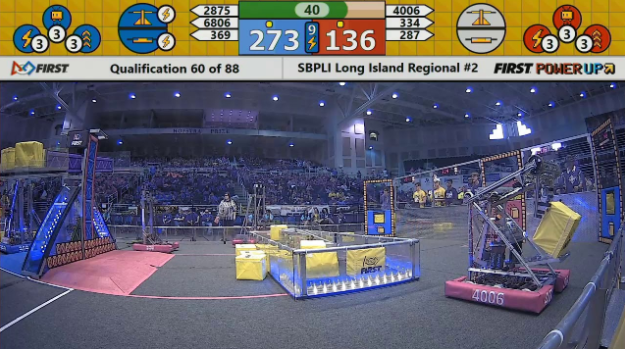 2875 40 4006
6806 334
369 273 9 136 287
3 3 3 3 3 3
FIRST Qualification 60 of 88 SBPLI Long Island Regional #2 FIRST POWER UP
FIRST
4006